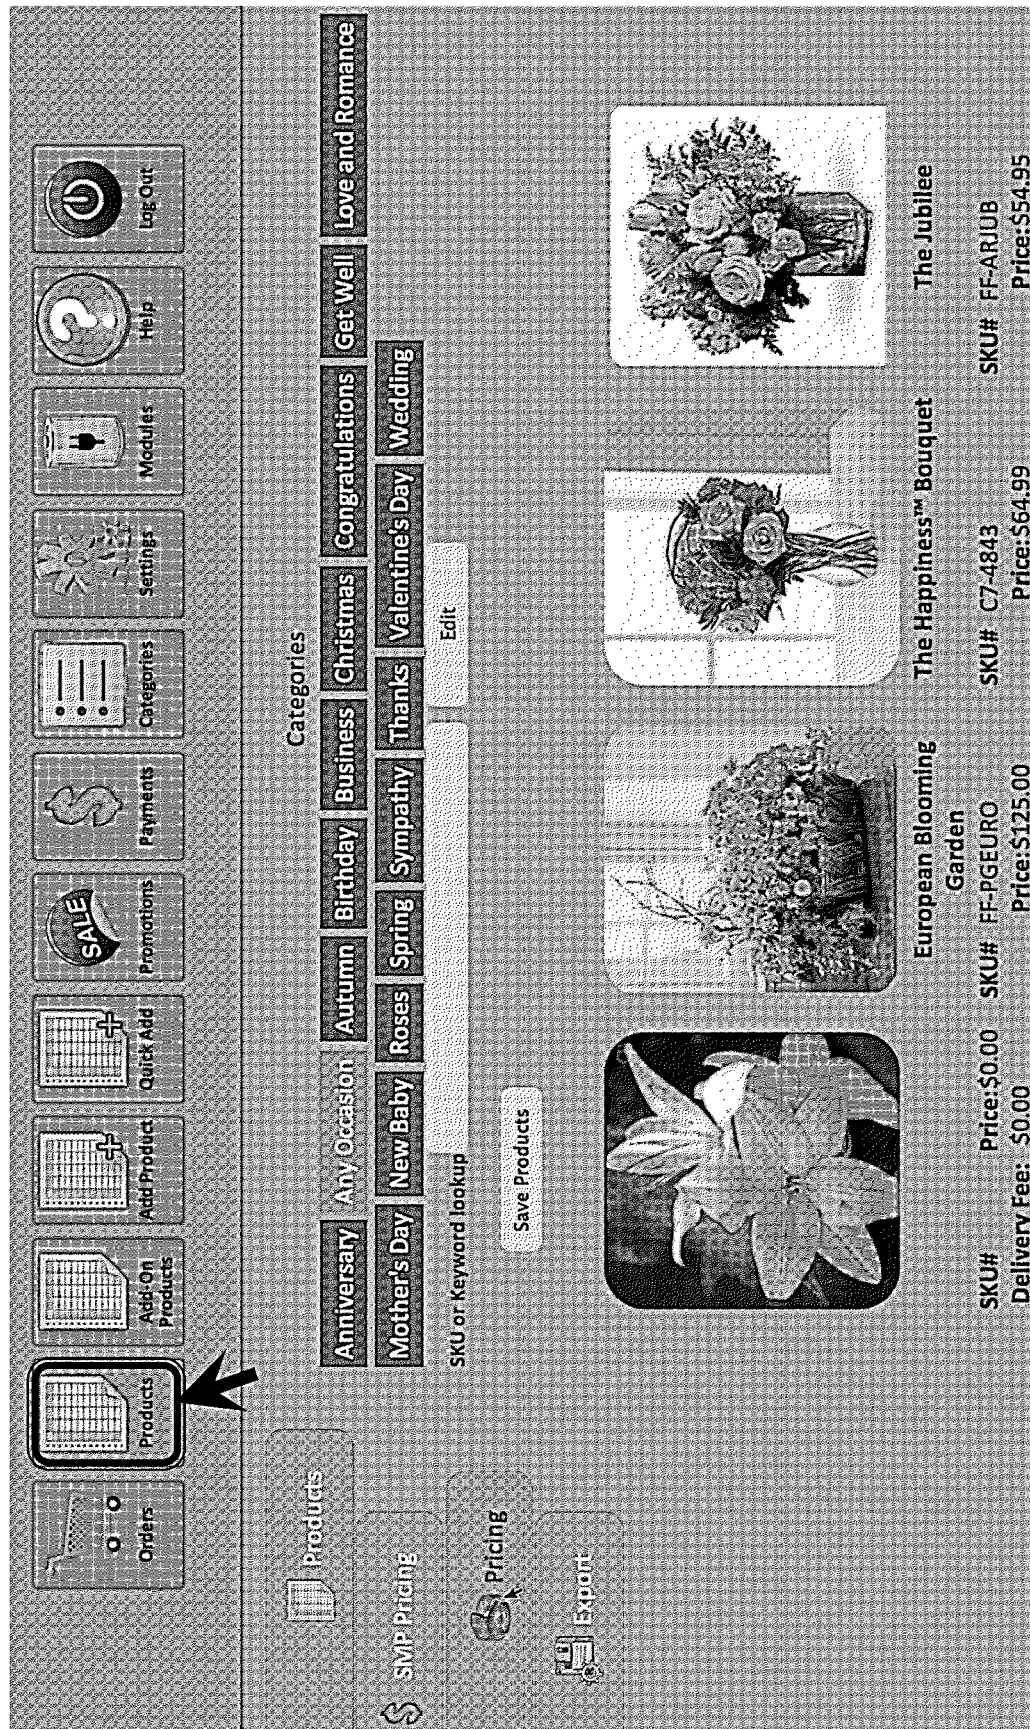 Orders
Products
Add-On
Products
Add Product
Quick Add
SALE
Promotions
Payments
Categories
Settings
Modules
Help
Log Out
Products
SMP Pricing
Pricing
Export
Categories
Anniversary Any Occasion Autumn Birthday Business Christmas Congratulations Get Well Love and Romance
Mother's Day New Baby Roses Spring Sympathy Thanks Valentine's Day Wedding
SKU or Keyword lookup Edit
Save Products
SKU# Price:$0.00
Delivery Fee: $0.00
European Blooming
Garden
SKU# FF-PGEURO
Price:$125.00
The Happiness™ Bouquet
SKU# C7-4843
Price:$64.99
The Jubilee
SKU# FF-ARJUB
Price:$54.95